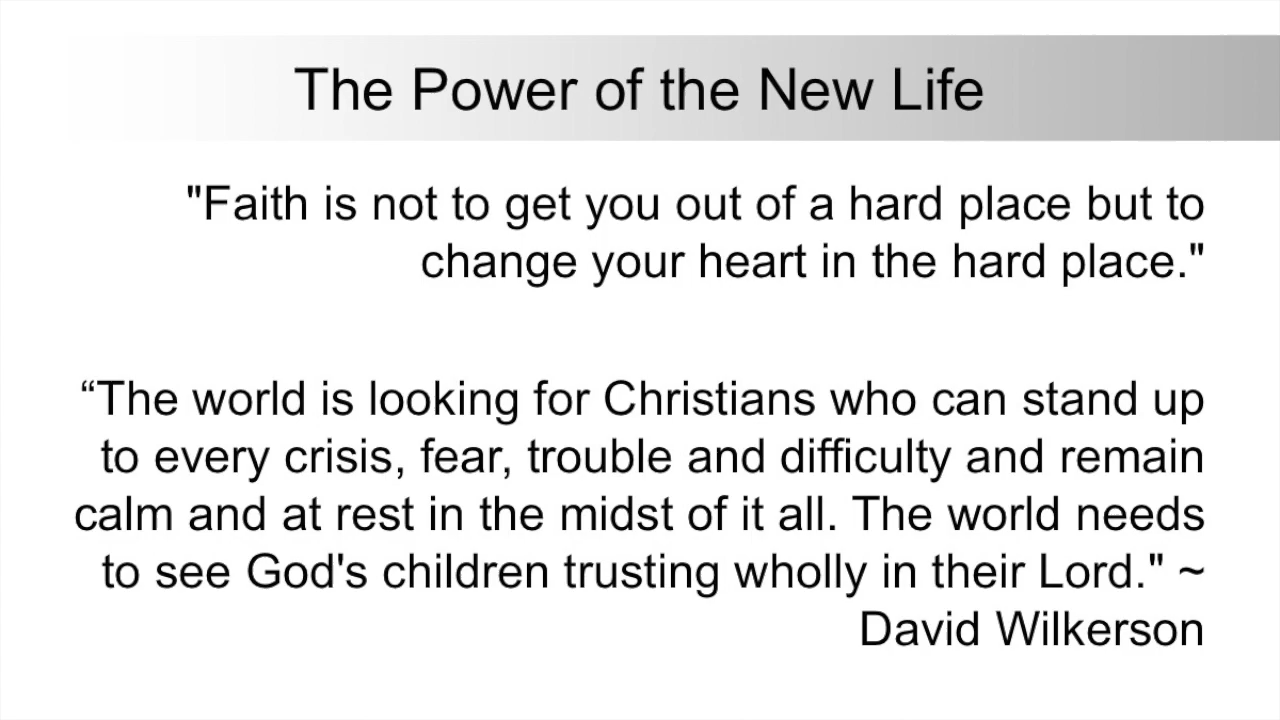 The Power of the New Life
"Faith is not to get you out of a hard place but to
change your heart in the hard place."
“The world is looking for Christians who can stand up
to every crisis, fear, trouble and difficulty and remain
calm and at rest in the midst of it all. The world needs
to see God's children trusting wholly in their Lord." ~
David Wilkerson